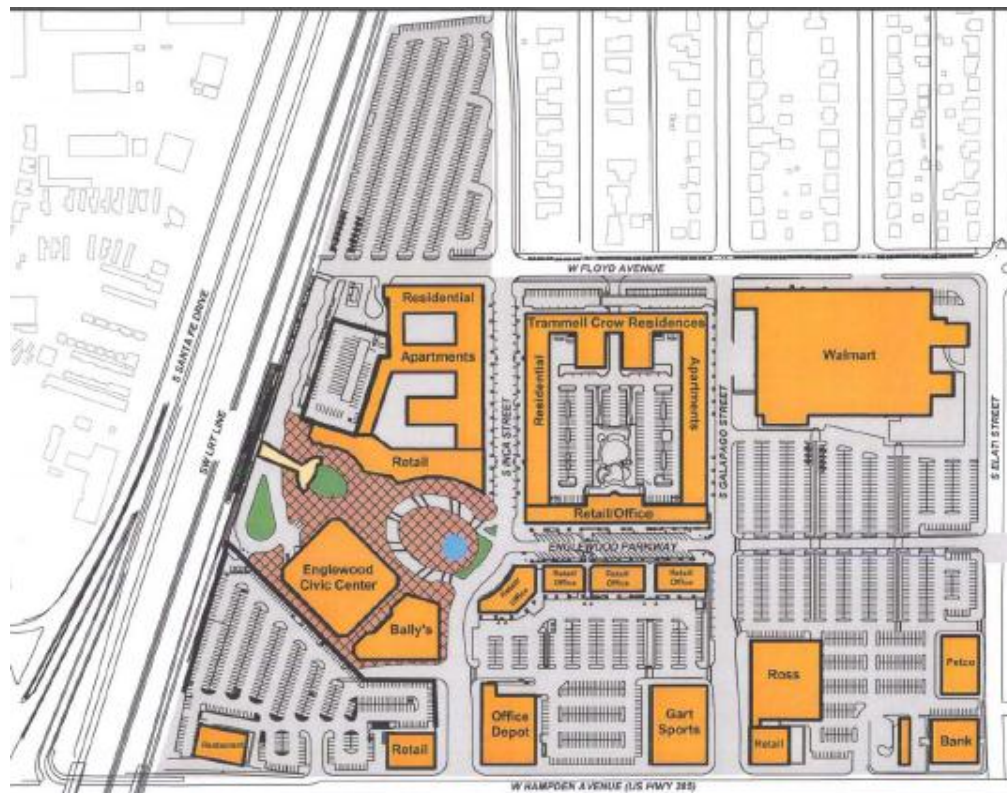 W FLOYD AVENUE
Residential
Apartments
Trammell Crow Residences
Residential
Apartments
Walmart
S SANTA FE DRIVE
SW LRT LINE
S INCA STREET
S GALAPAGO STREET
S ELATI STREET
Retail
Retail/Office
ENGLEWOOD PARKWAY
Englewood
Civic Center
Retail
Office
Retail
Office
Retail
Office
Retail
Office
Bally's
Ross
Petco
Office
Depot
Gart
Sports
Restaurant
Retail
Retail
Bank
W HAMPDEN AVENUE (US HWY 285)